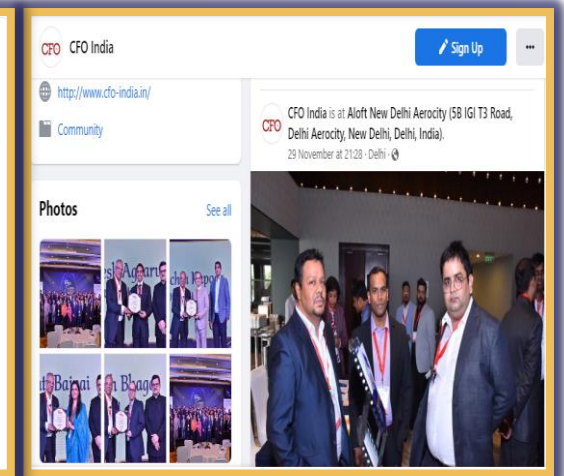 CFO CFO India
Sign Up
http://www.cfo-india.in/
Community
CFO CFO India is at Aloft New Delhi Aerocity (5B IGI T3 Road,
Delhi Aerocity, New Delhi, Delhi, India).
29 November at 21:28 · Delhi ·
Photos
See all
Bajpai